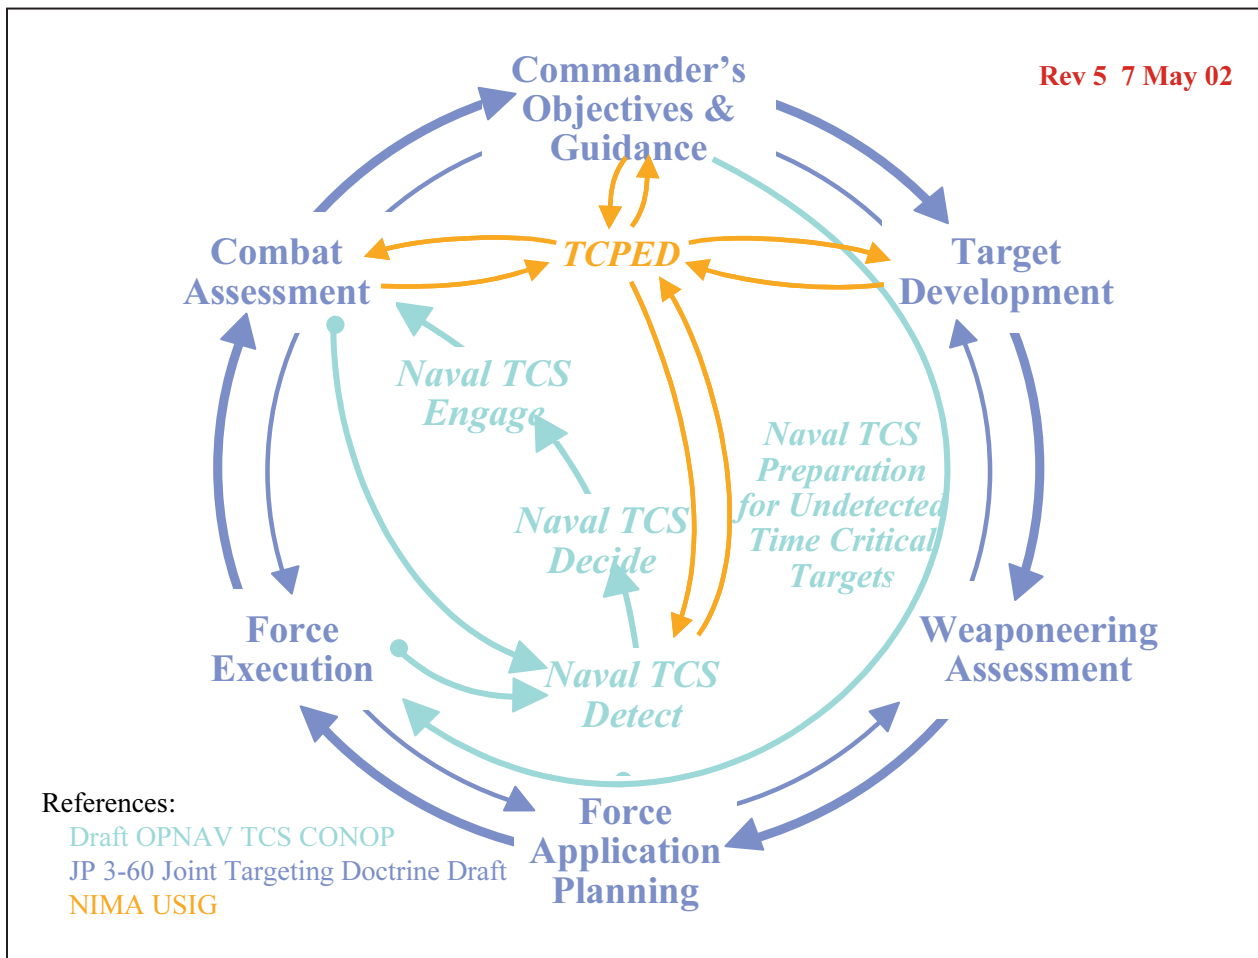 Commander’s
Objectives &
Guidance
Rev 5 7 May 02
Combat
Assessment
TCPED
Target
Development
Naval TCS
Engage
Naval TCS
Preparation
for Undetected
Time Critical
Targets
Naval TCS
Decide
Force
Execution
Naval TCS
Detect
Weaponeering
Assessment
Force
Application
Planning
References:
Draft OPNAV TCS CONOP
JP 3-60 Joint Targeting Doctrine Draft
NIMA USIG